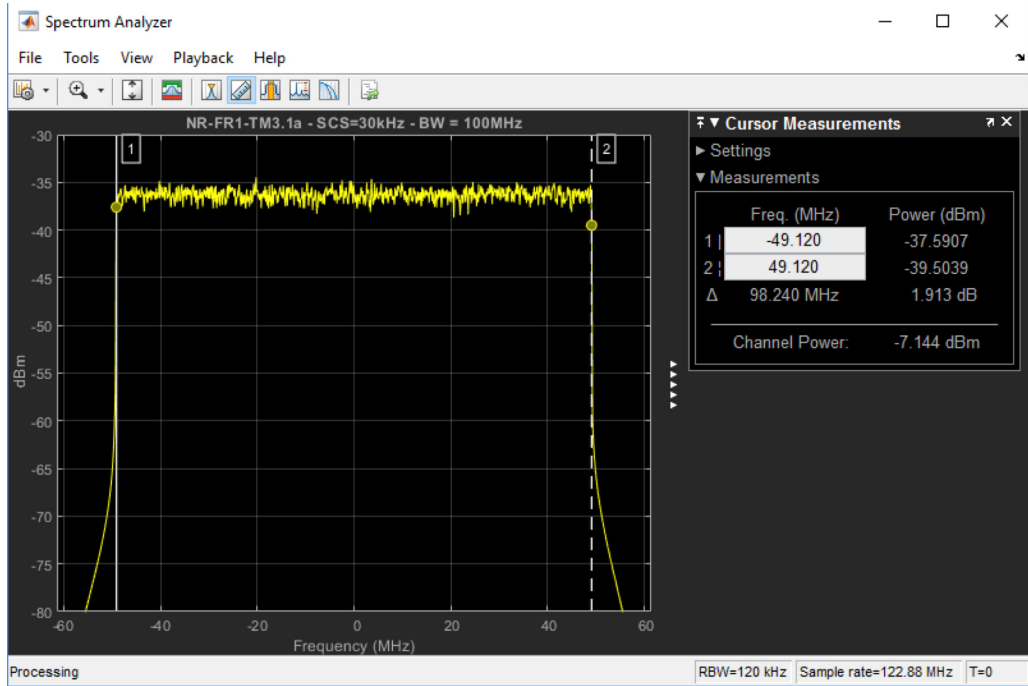 Spectrum Analyzer
File Tools View Playback Help
NR-FR1-TM3.1a - SCS=30kHz - BW = 100MHz
1
2
-30
-35
-40
-45
-50
-55
-60
-65
-70
-75
-80
dBm
-60 -40 -20 0 20 40 60
Frequency (MHz)
Cursor Measurements
Settings
Measurements
Freq. (MHz) Power (dBm)
1 | -49.120 -37.5907
2 ¦ 49.120 -39.5039
Δ 98.240 MHz 1.913 dB
Channel Power: -7.144 dBm
Processing RBW=120 kHz Sample rate=122.88 MHz T=0